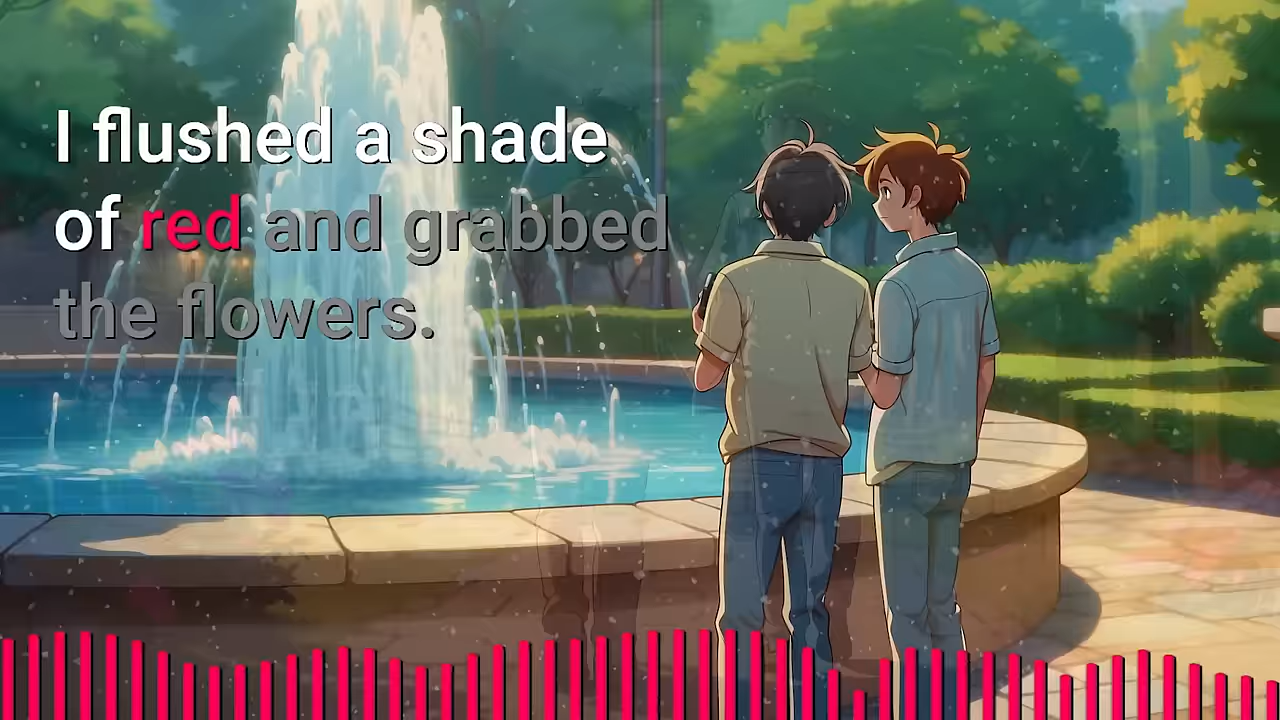 I flushed a shade
of red and grabbed
the flowers.